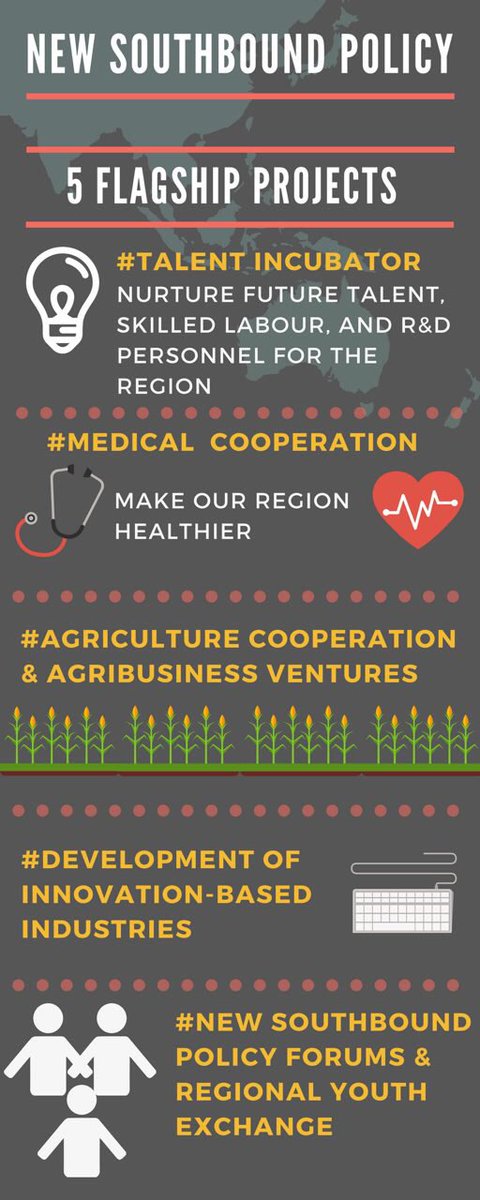 NEW SOUTHBOUND POLICY
5 FLAGSHIP PROJECTS
#TALENT INCUBATOR
NURTURE FUTURE TALENT,
SKILLED LABOUR, AND R&D
PERSONNEL FOR THE
REGION
#MEDICAL COOPERATION
MAKE OUR REGION
HEALTHIER
#AGRICULTURE COOPERATION
& AGRIBUSINESS VENTURES
#DEVELOPMENT OF
INNOVATION-BASED
INDUSTRIES
#NEW SOUTHBOUND
POLICY FORUMS &
REGIONAL YOUTH
EXCHANGE